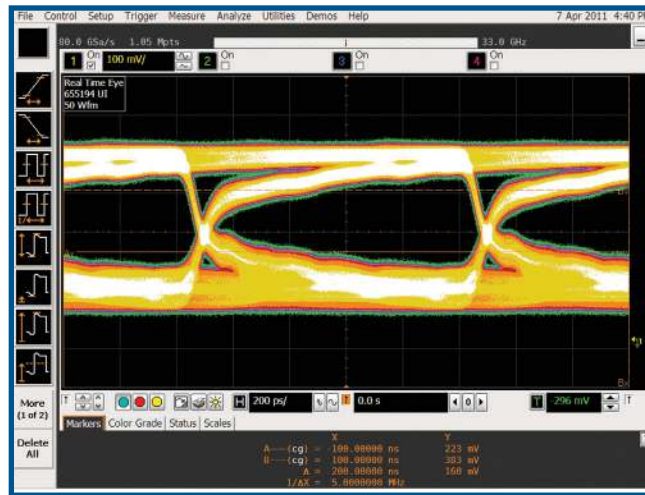 File Control Setup Trigger Measure Analyze Utilities Demos Help 7 Apr 2011 4:40 P
80.0 GSa/s 1.05 Mpts 33.0 GHz
1 On 100 mV/ 2 On 3 On 4 On
Real Time Eye
655194 UI
50 Wfm
More
(1 of 2)
Delete
All
H 200 ps/ 0.0 s 0 T -296 mV
Markers Color Grade Status Scales
X Y
A---(cg) = -100.00000 ns 223 mV
B---(cg) = 100.00000 ns 383 mV
Δ = 200.00000 ns 160 mV
1/ΔX = 5.0000000 MHz